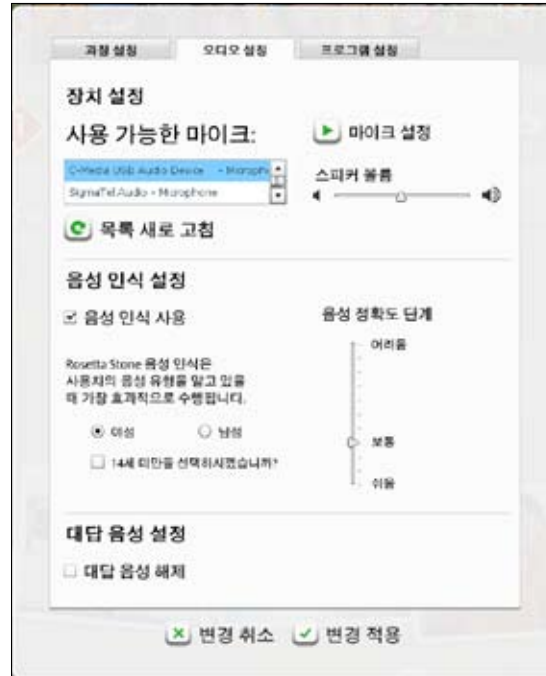 과정 설정
오디오 설정
프로그램 설정
장치 설정
사용 가능한 마이크:
마이크 설정
C-Media USB Audio Device - Microph
SigmaTel Audio - Microphone
스피커 볼륨
목록 새로 고침
음성 인식 설정
음성 인식 사용
음성 정확도 단계
어려움
Rosetta Stone 음성 인식은
사용자의 음성 유형을 알고 있을
때 가장 효과적으로 수행됩니다.
여성
남성
보통
14세 미만을 선택하시겠습니까?
쉬움
대답 음성 설정
대답 음성 해제
변경 취소
변경 적용